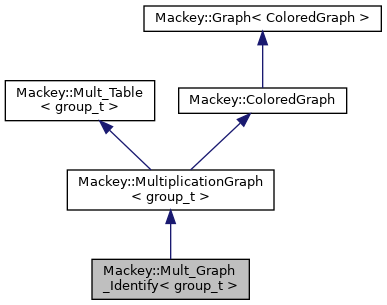 Mackey::Graph< ColoredGraph >
Mackey::Mult_Table
< group_t >
Mackey::ColoredGraph
Mackey::MultiplicationGraph
< group_t >
Mackey::Mult_Graph
_Identify< group_t >